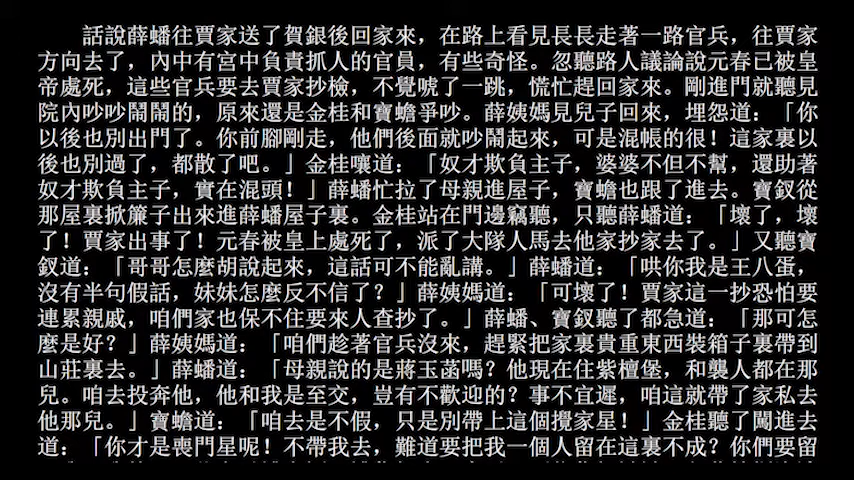 話說薛蟠往賈家送了賀銀後回家來，在路上看見長長走著一路官兵，往賈家
方向去了，內中有宮中負責抓人的官員，有些奇怪。忽聽路人議論說元春已被皇
帝處死，這些官兵要去賈家抄檢，不覺唬了一跳，慌忙趕回家來。剛進門就聽見
院內吵吵鬧鬧的，原來還是金桂和寶蟾爭吵。薛姨媽見兒子回來，埋怨道：「你
以後也別出門了。你前腳剛走，他們後面就吵鬧起來，可是混帳的很！這家裏以
後也別過了，都散了吧。」金桂嚷道：「奴才欺負主子，婆婆不但不幫，還助著
奴才欺負主子，實在混頭！」薛蟠忙拉了母親進屋子，寶蟾也跟了進去。寶釵從
那屋裏掀簾子出來進薛蟠屋子裏。金桂站在門邊竊聽，只聽薛蟠道：「壞了，壞
了！賈家出事了！元春被皇上處死了，派了大隊人馬去他家抄家去了。」又聽寶
釵道：「哥哥怎麼胡說起來，這話可不能亂講。」薛蟠道：「哄你我是王八蛋，
沒有半句假話，妹妹怎麼反不信了？」薛姨媽道：「可壞了！賈家這一抄恐怕要
連累親戚，咱們家也保不住要來人查抄了。」薛蟠、寶釵聽了都急道：「那可怎
麼是好？」薛姨媽道：「咱們趁著官兵沒來，趕緊把家裏貴重東西裝箱子裏帶到
山莊裏去。」薛蟠道：「母親說的是蔣玉菡嗎？他現在住紫檀堡，和襲人都在那
兒。咱去投奔他，他和我是至交，豈有不歡迎的？事不宜遲，咱這就帶了家私去
他那兒。」寶蟾道：「咱去是不假，只是別帶上這個攪家星！」金桂聽了闖進去
道：「你才是喪門星呢！不帶我去，難道要把我一個人留在這裏不成？你們要留